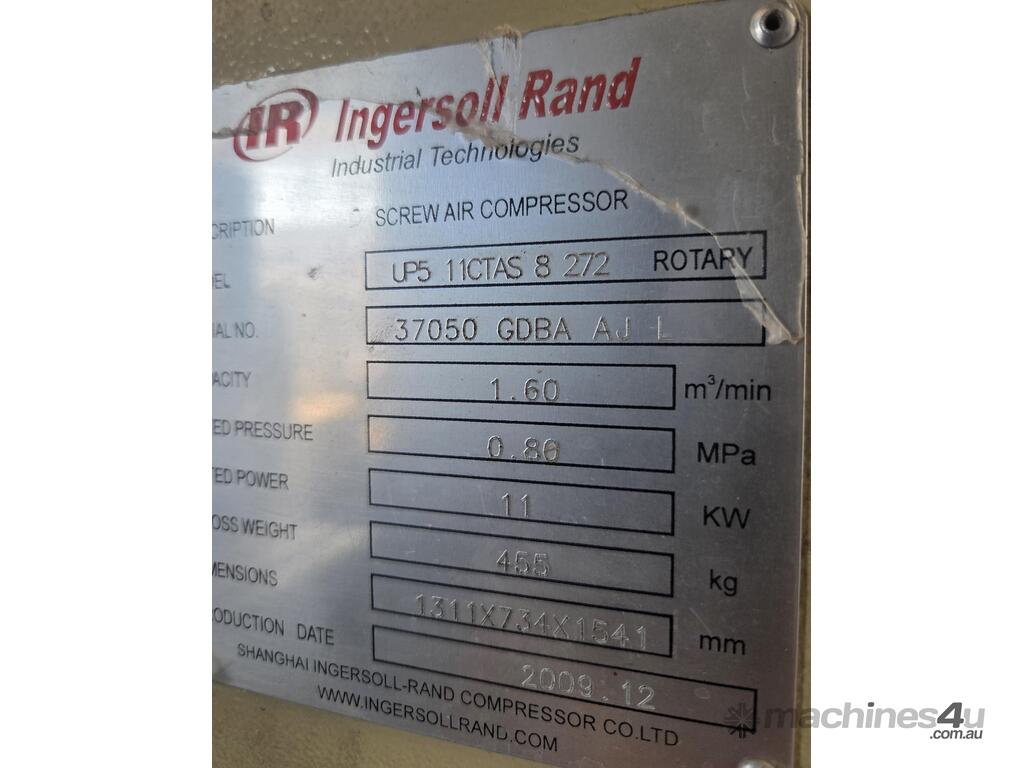 IR Ingersoll Rand
Industrial Technologies
CRIPTION SCREW AIR COMPRESSOR
EL UP5 11CTAS 8 272 ROTARY
AL NO. 37050 GDBA AJ L
ACITY 1.60 m³/min
ED PRESSURE 0.80 MPa
TED POWER 11 KW
OSS WEIGHT 455 kg
MENSIONS 1311X734X1541 mm
ODUCTION DATE 2009.12
SHANGHAI INGERSOLL-RAND COMPRESSOR CO.LTD
WWW.INGERSOLLRAND.COM
machines4u
.com.au